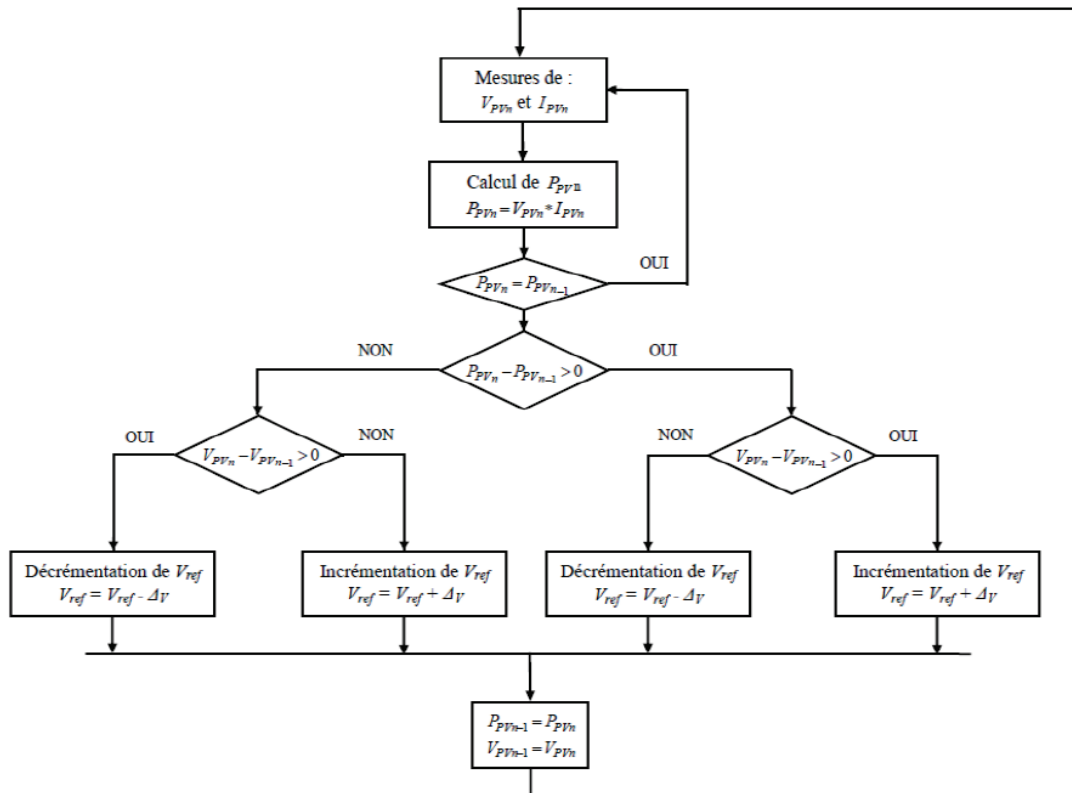 Mesures de :
V_PVn et I_PVn
Calcul de P_PVn
P_PVn = V_PVn * I_PVn
OUI
P_PVn = P_PVn-1
NON
OUI
P_PVn - P_PVn-1 > 0
OUI
NON
NON
OUI
V_PVn - V_PVn-1 > 0
V_PVn - V_PVn-1 > 0
Décrémentation de V_ref
V_ref = V_ref - Δ_V
Incrémentation de V_ref
V_ref = V_ref + Δ_V
Décrémentation de V_ref
V_ref = V_ref - Δ_V
Incrémentation de V_ref
V_ref = V_ref + Δ_V
P_PVn-1 = P_PVn
V_PVn-1 = V_PVn